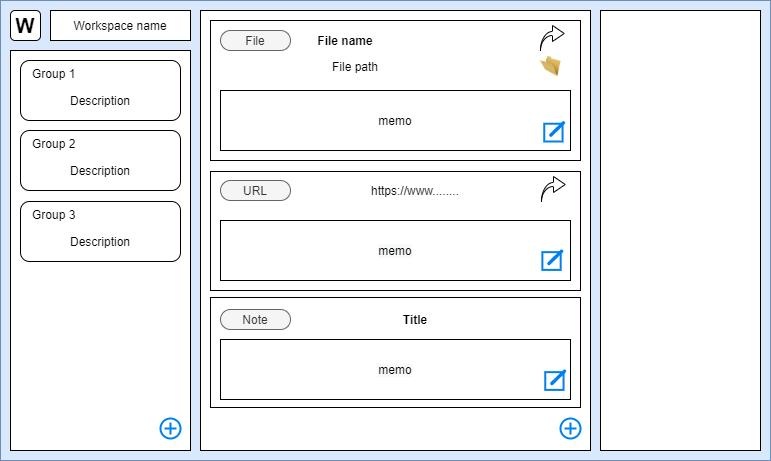 W
Workspace name
Group 1
Description
Group 2
Description
Group 3
Description
File
File name
File path
memo
URL
https://www........
memo
Note
Title
memo